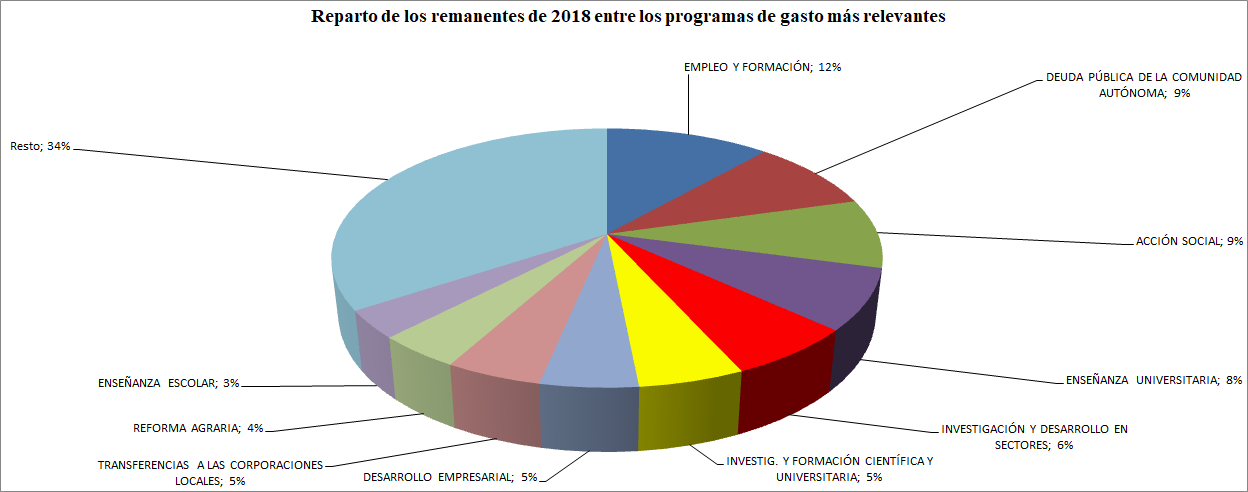 Reparto de los remanentes de 2018 entre los programas de gasto más relevantes
EMPLEO Y FORMACIÓN; 12%
DEUDA PÚBLICA DE LA COMUNIDAD
AUTÓNOMA; 9%
Resto; 34%
ACCIÓN SOCIAL; 9%
ENSEÑANZA UNIVERSITARIA; 8%
ENSEÑANZA ESCOLAR; 3%
REFORMA AGRARIA; 4%
INVESTIGACIÓN Y DESARROLLO EN
SECTORES; 6%
TRANSFERENCIAS A LAS CORPORACIONES
LOCALES; 5%
DESARROLLO EMPRESARIAL; 5%
INVESTIG. Y FORMACIÓN CIENTÍFICA Y
UNIVERSITARIA; 5%